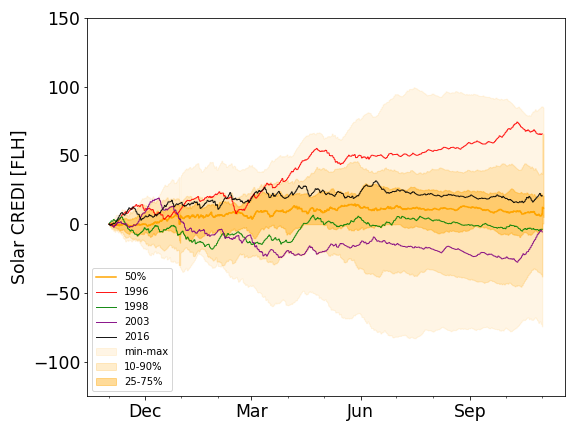 Solar CREDI [FLH]
150
100
50
0
−50
−100
Dec
Mar
Jun
Sep
50%
1996
1998
2003
2016
min-max
10-90%
25-75%